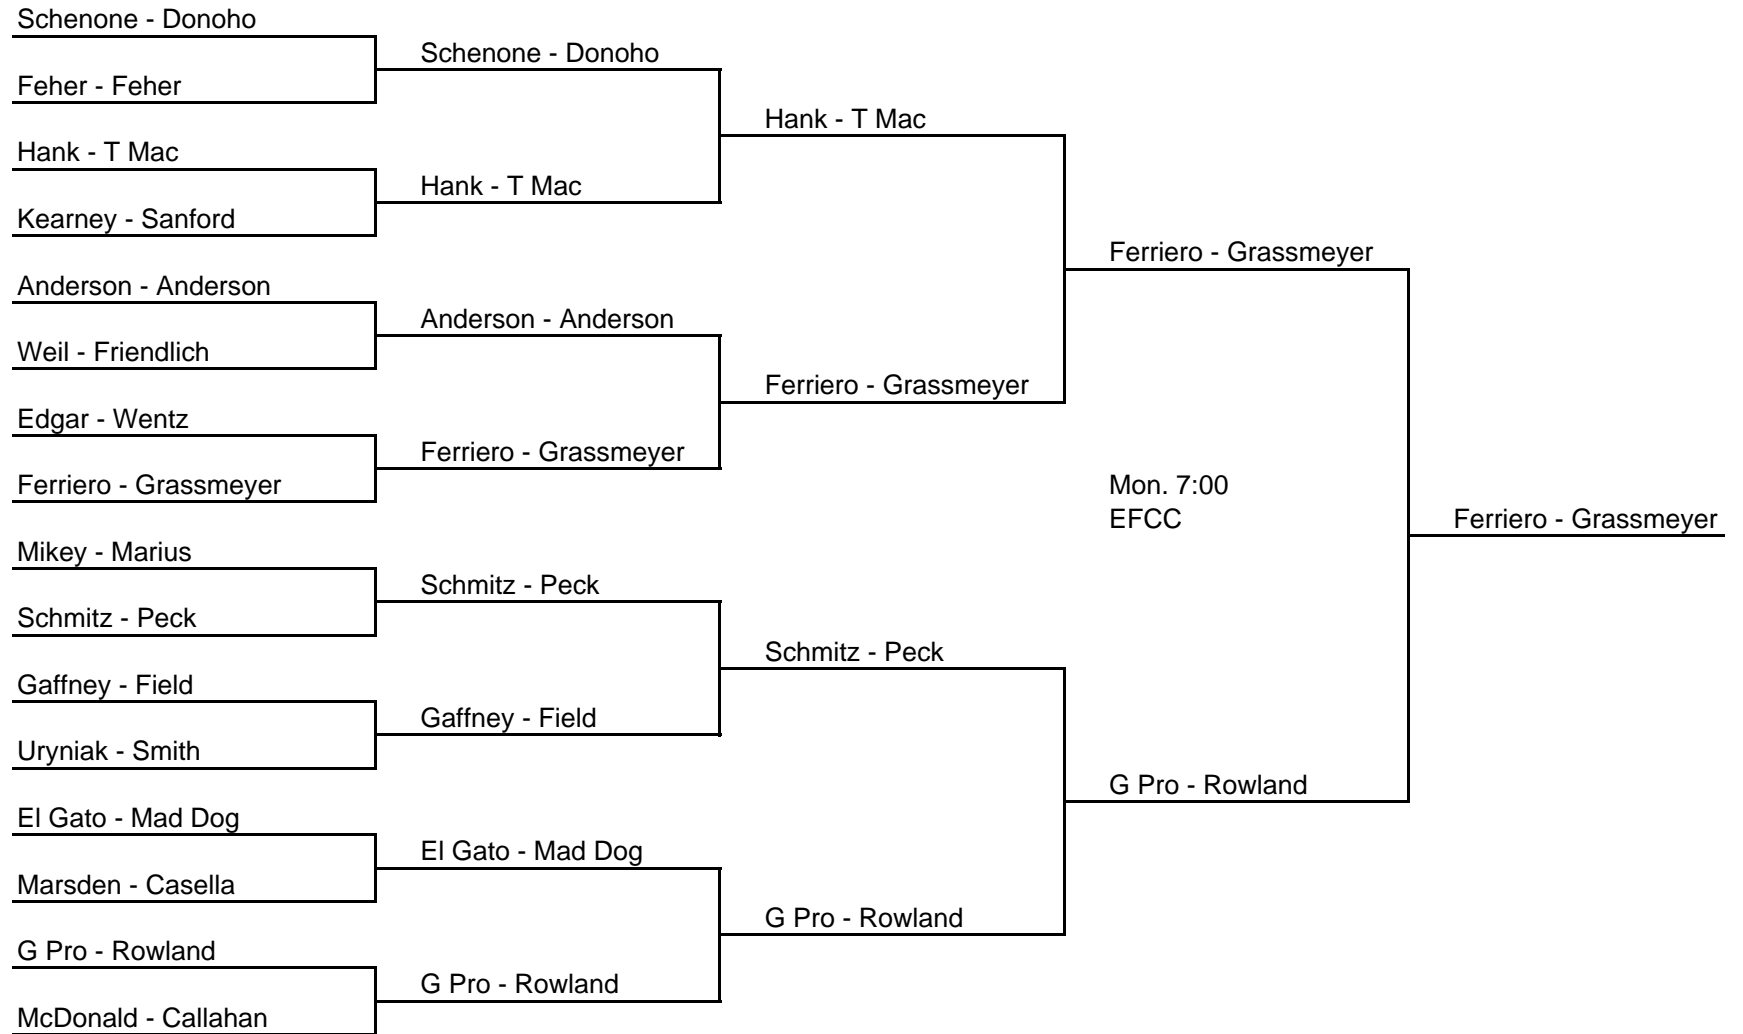 Schenone - Donoho
Feher - Feher
Hank - T Mac
Kearney - Sanford
Anderson - Anderson
Weil - Friendlich
Edgar - Wentz
Ferriero - Grassmeyer
Mikey - Marius
Schmitz - Peck
Gaffney - Field
Uryniak - Smith
El Gato - Mad Dog
Marsden - Casella
G Pro - Rowland
McDonald - Callahan
Schenone - Donoho
Hank - T Mac
Anderson - Anderson
Ferriero - Grassmeyer
Schmitz - Peck
Gaffney - Field
El Gato - Mad Dog
G Pro - Rowland
Hank - T Mac
Ferriero - Grassmeyer
Schmitz - Peck
G Pro - Rowland
Ferriero - Grassmeyer
Mon. 7:00
EFCC
G Pro - Rowland
Ferriero - Grassmeyer